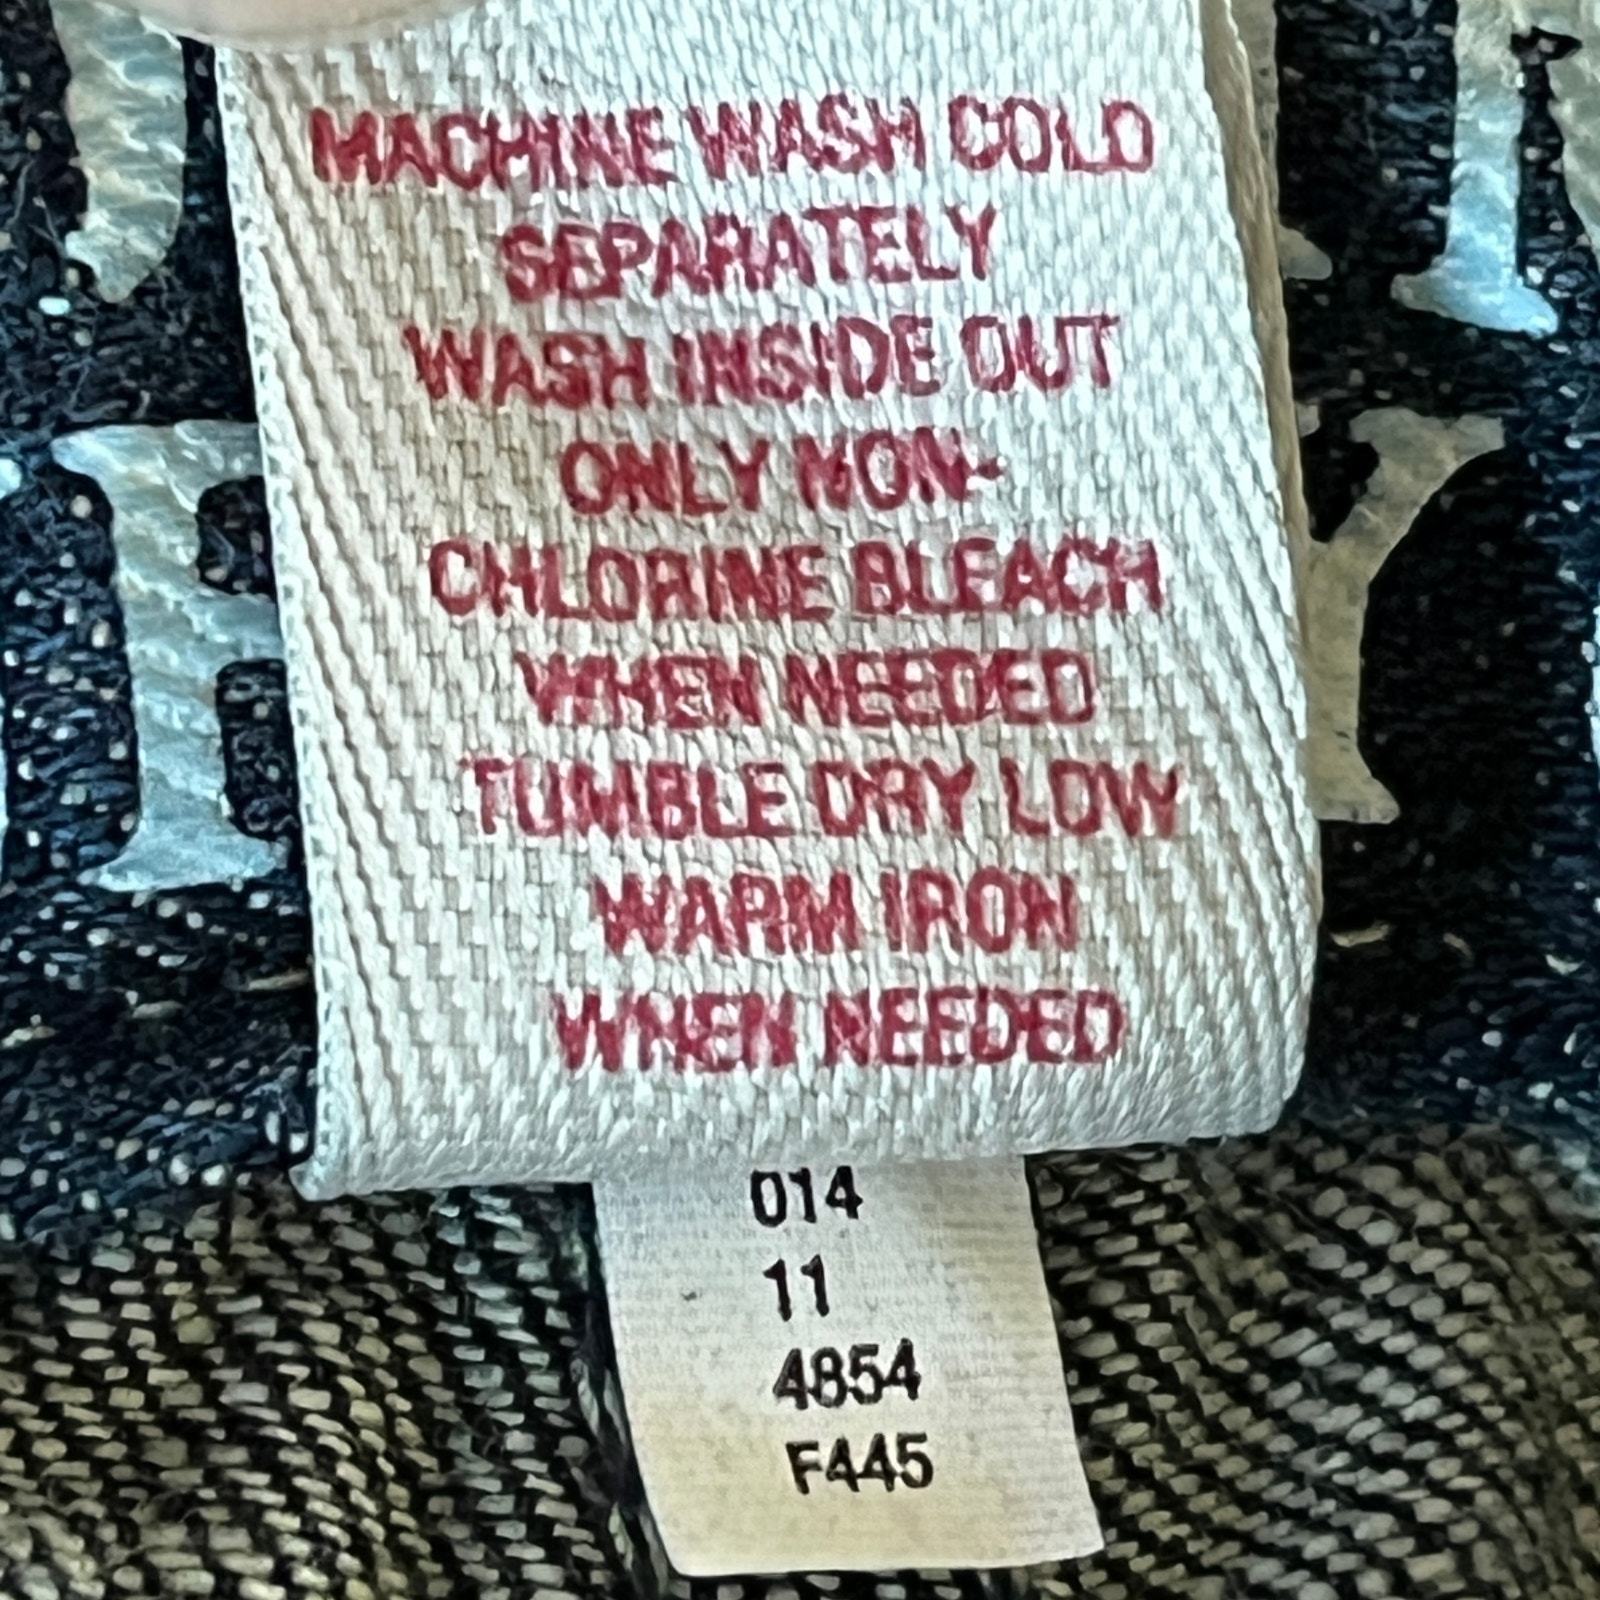 MACHINE WASH COLD
SEPARATELY
WASH INSIDE OUT
ONLY NON-
CHLORINE BLEACH
WHEN NEEDED
TUMBLE DRY LOW
WARM IRON
WHEN NEEDED
014
11
4854
F445